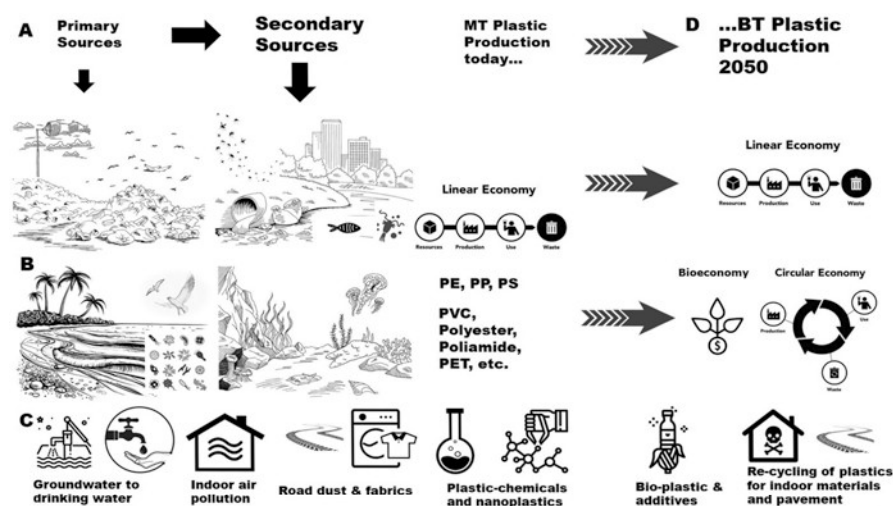 A
Primary
Sources
Secondary
Sources
MT Plastic
Production
today...
D
...BT Plastic
Production
2050
Linear Economy
Resources
Production
Use
Waste
Linear Economy
Resources
Production
Use
Waste
B
PE, PP, PS
PVC,
Polyester,
Poliamide,
PET, etc.
Bioeconomy
$
Circular Economy
Production
Use
Waste
C
Groundwater to
drinking water
Indoor air
pollution
Road dust & fabrics
Plastic-chemicals
and nanoplastics
Bio-plastic &
additives
Re-cycling of plastics
for indoor materials
and pavement